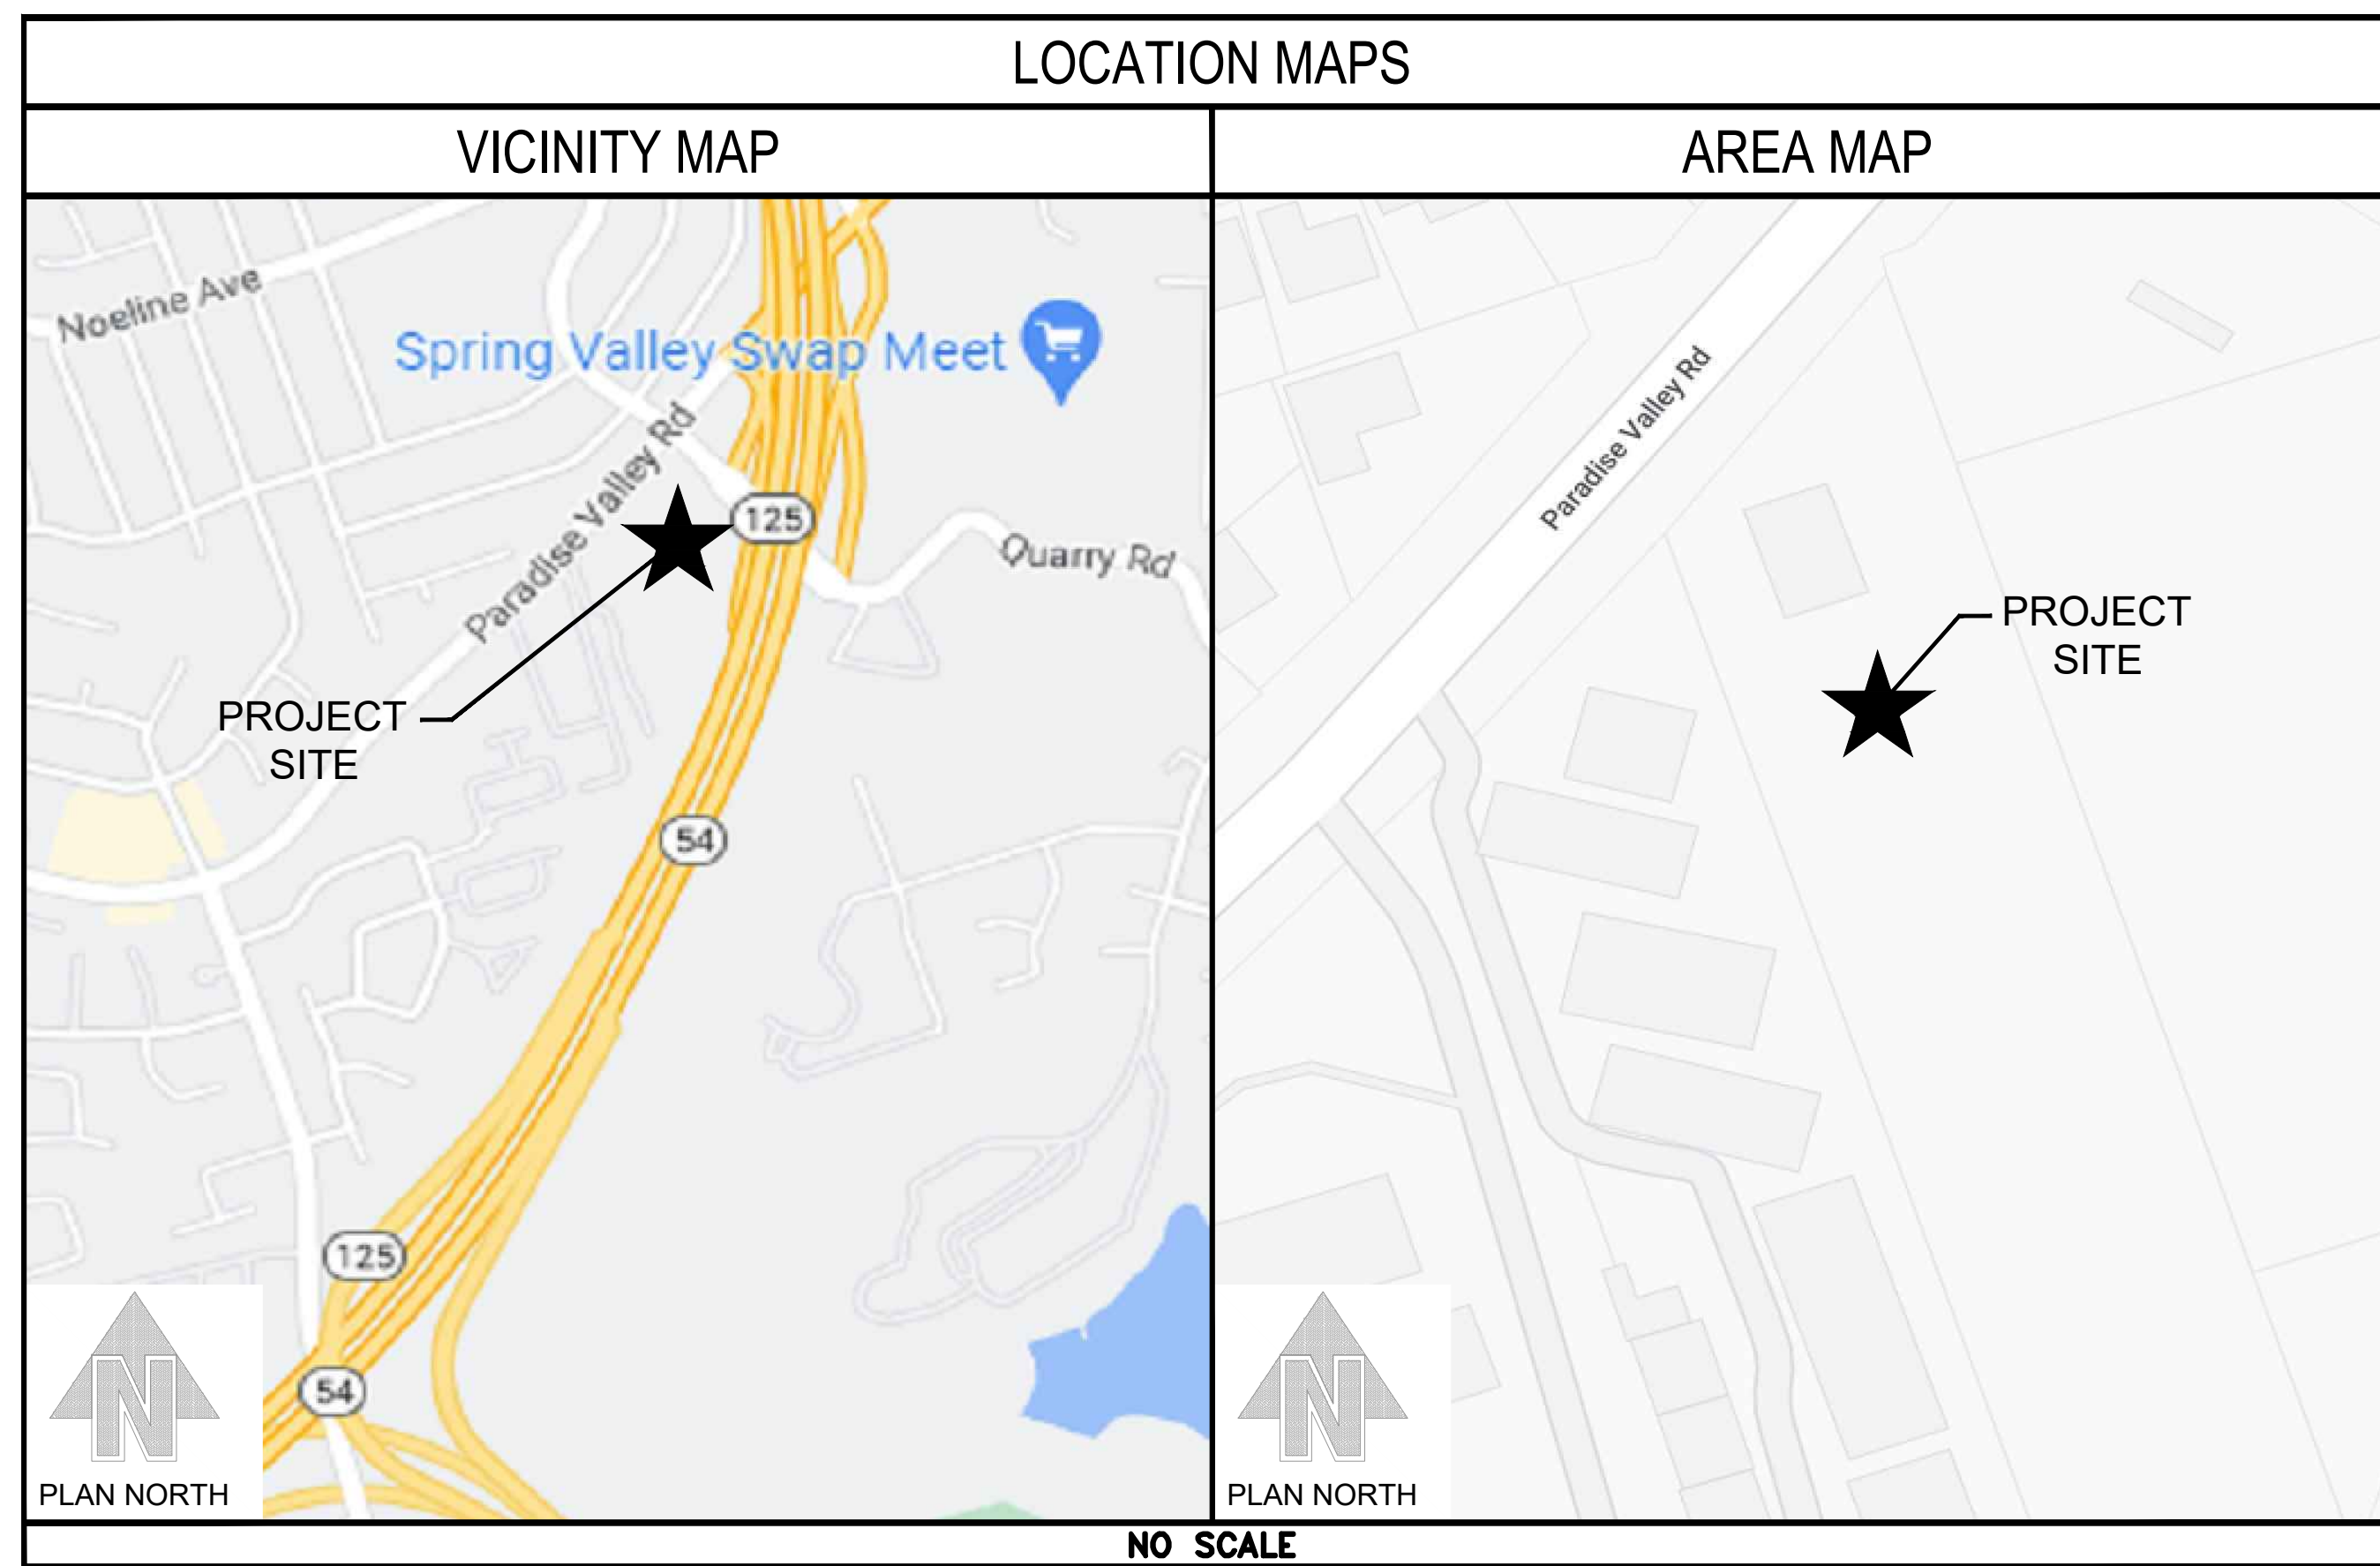 LOCATION MAPS
VICINITY MAP
AREA MAP
Noeline Ave
Spring Valley Swap Meet
Paradise Valley Rd
125
Quarry Rd
PROJECT
SITE
54
125
54
N
PLAN NORTH
Paradise Valley Rd
PROJECT
SITE
N
PLAN NORTH
NO SCALE